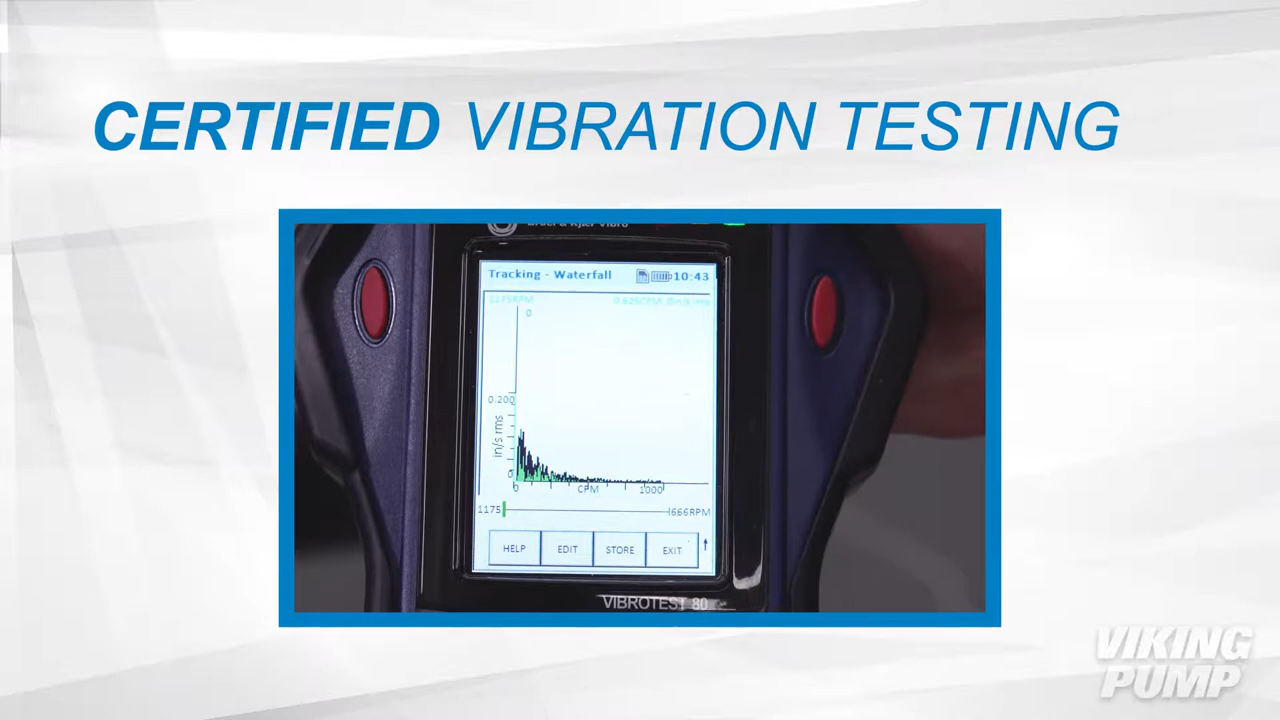 CERTIFIED VIBRATION TESTING
Tracking - Waterfall 10:43
0
0.200
in/s rms
0
0 CPM 1000
1175
HELP EDIT STORE EXIT
VIBROTEST 80
VIKING
PUMP